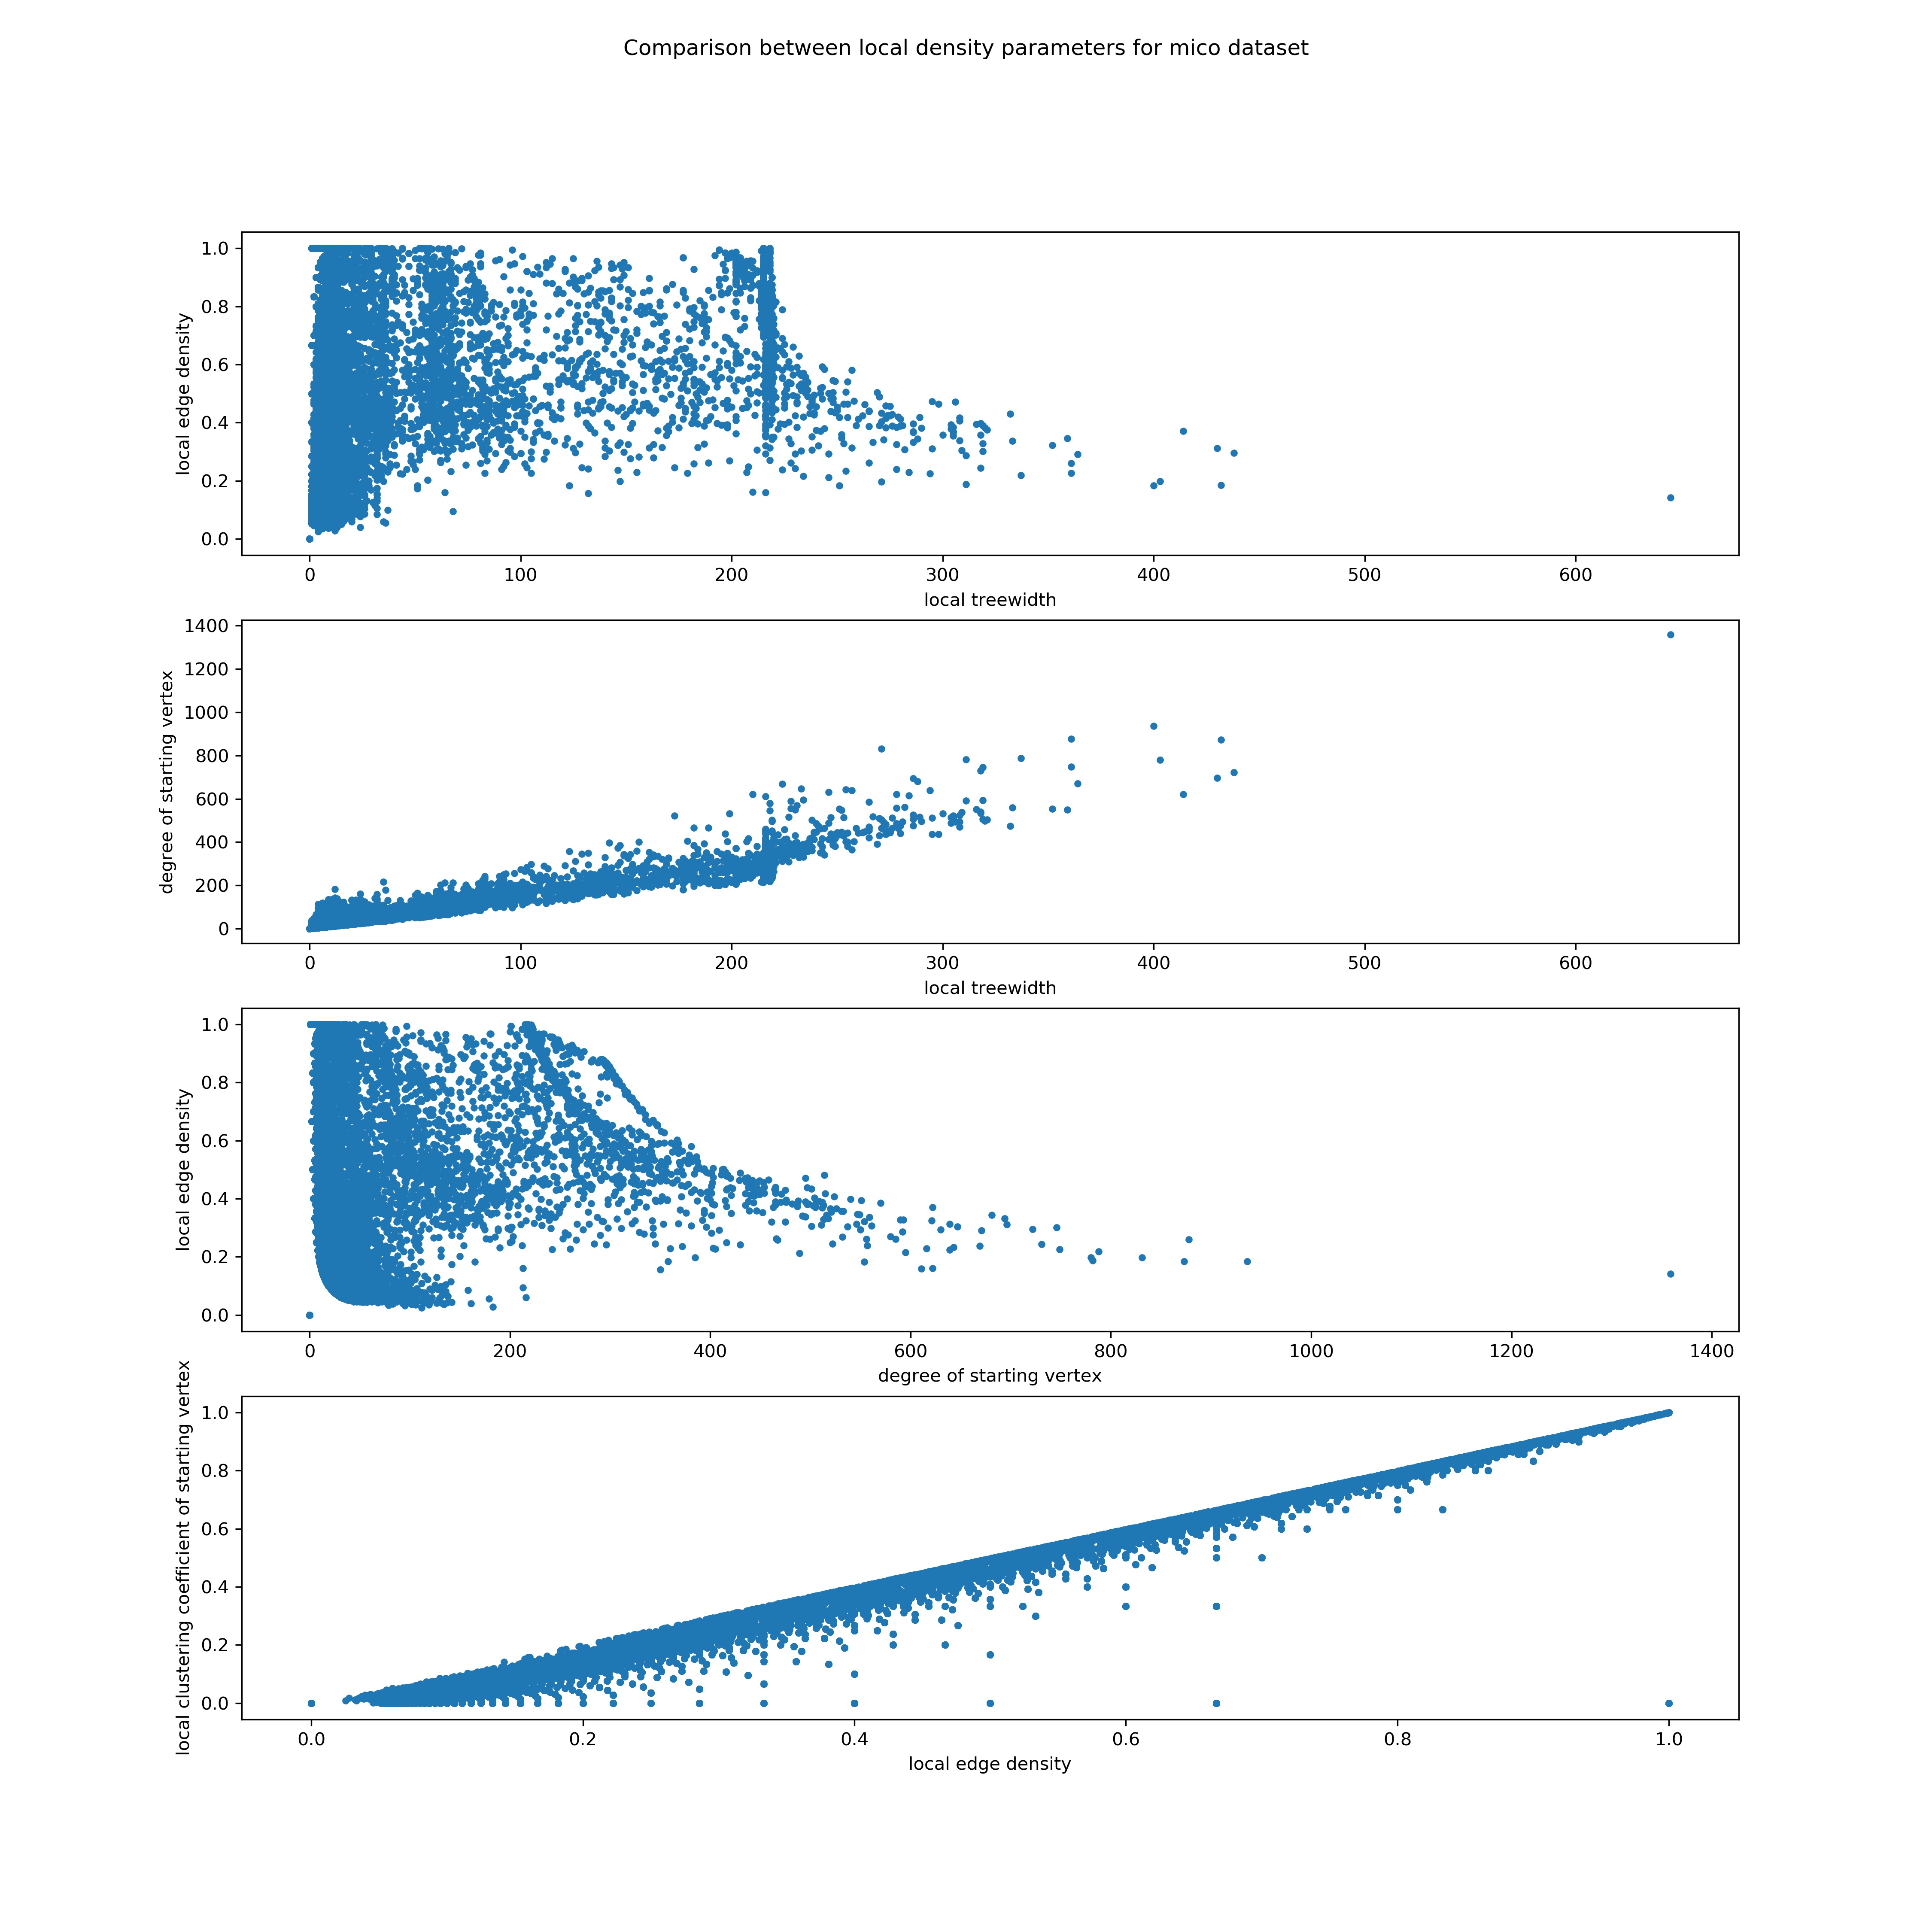 Comparison between local density parameters for mico dataset
1.0
0.8
0.6
0.4
0.2
0.0
local edge density
0 100 200 300 400 500 600
local treewidth
1400
1200
1000
800
600
400
200
0
degree of starting vertex
0 100 200 300 400 500 600
local treewidth
1.0
0.8
0.6
0.4
0.2
0.0
local edge density
0 200 400 600 800 1000 1200 1400
degree of starting vertex
1.0
0.8
0.6
0.4
0.2
0.0
local clustering coefficient of starting vertex
0.0 0.2 0.4 0.6 0.8 1.0
local edge density